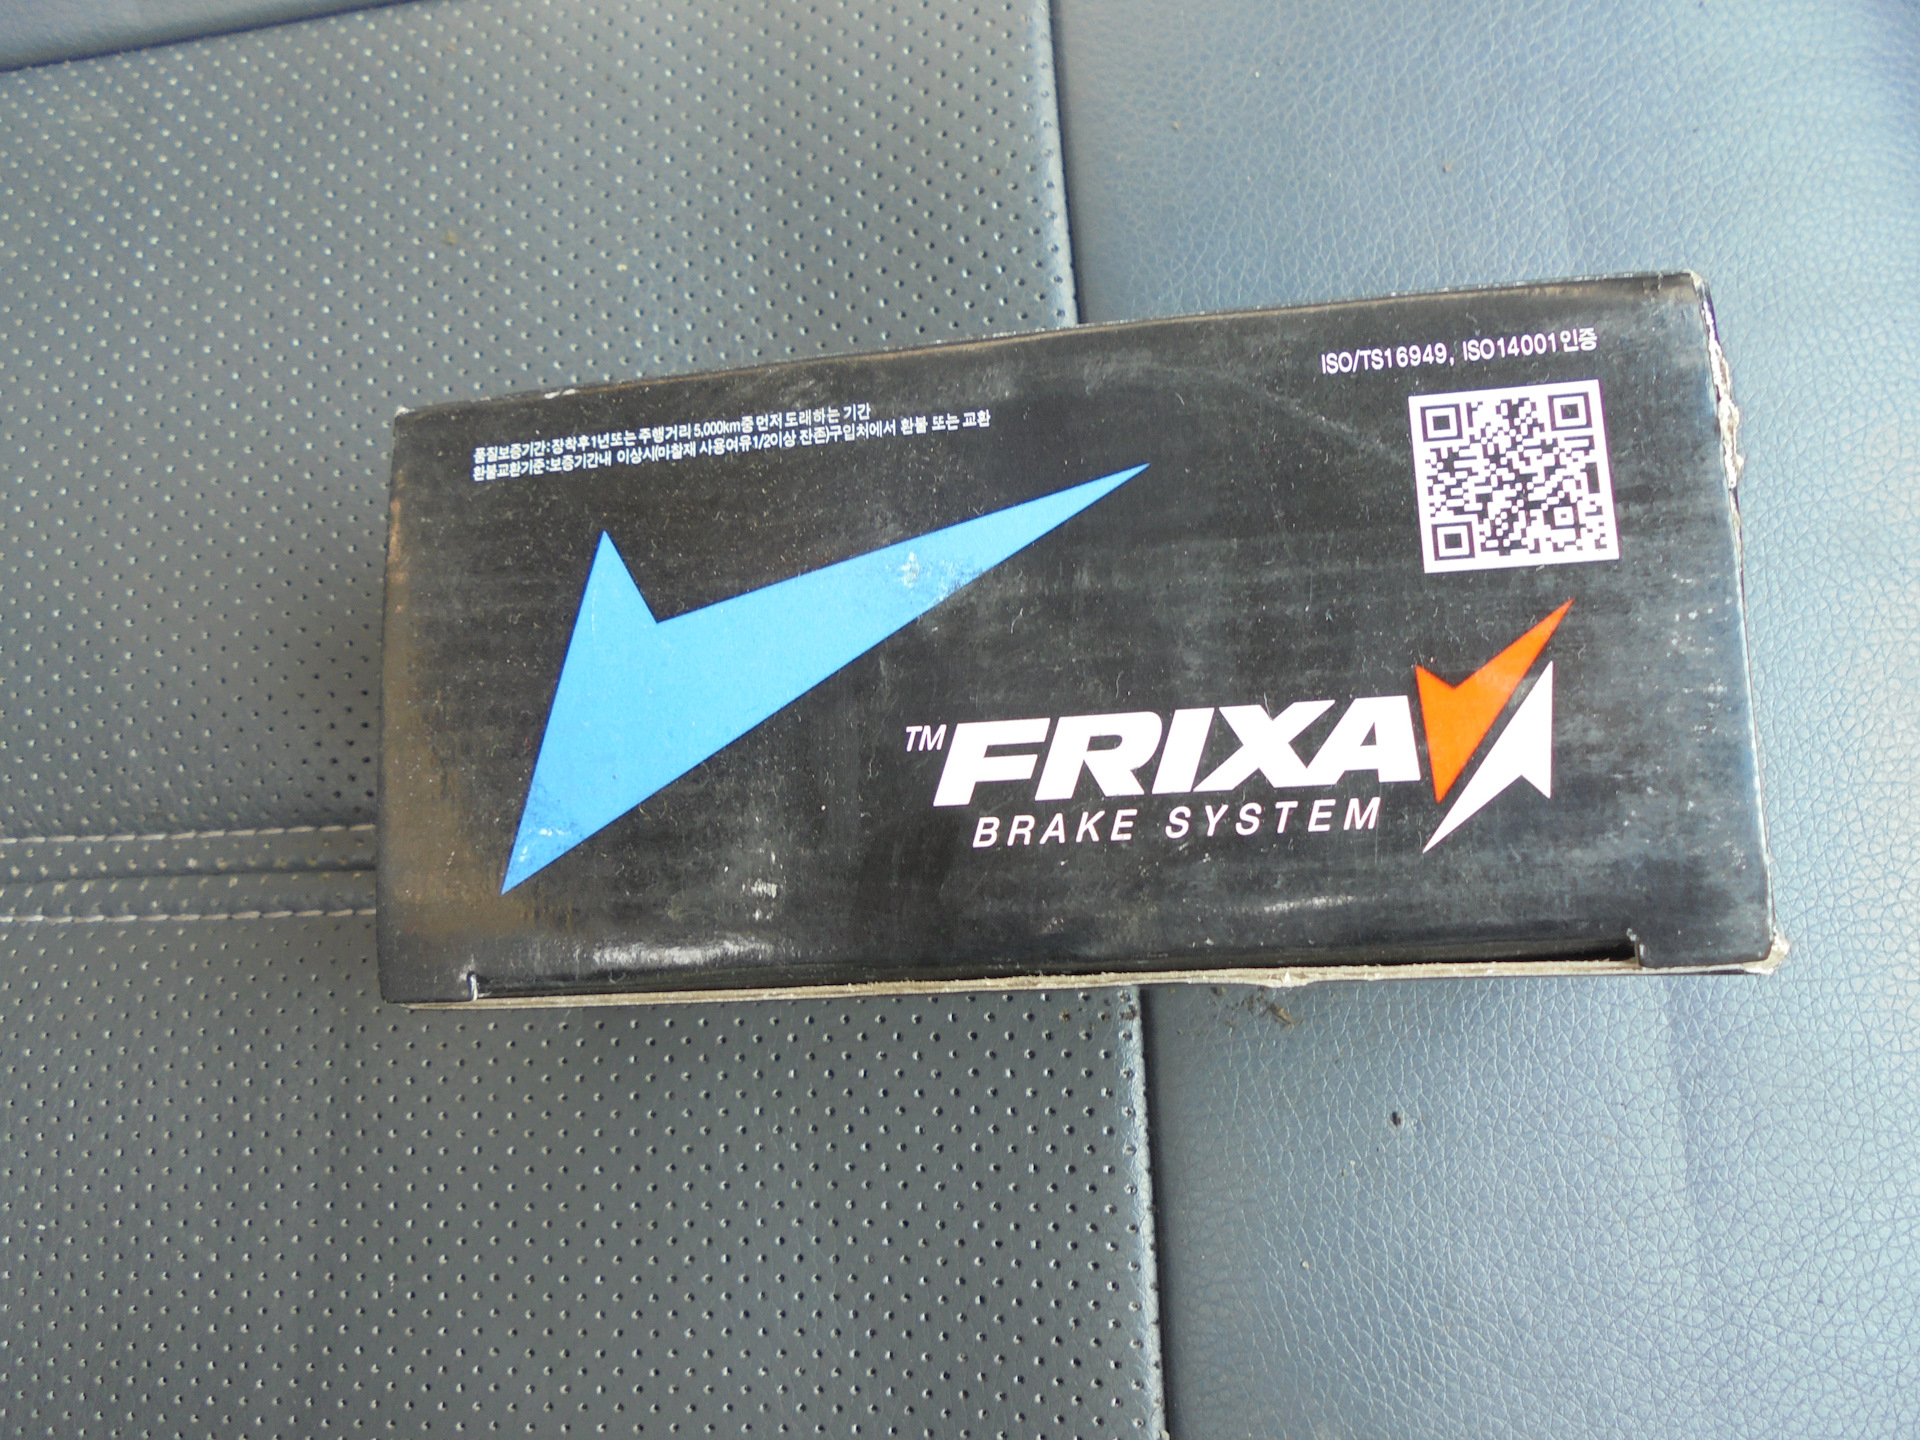 ISO/TS16949, ISO14001인증
품질보증기간:장착후1년또는 주행거리 5,000km중 먼저 도래하는 기간
환불교환기준:보증기간내 이상시(마찰재 사용여유1/2이상 잔존)구입처에서 환불 또는 교환
TM FRIXA
BRAKE SYSTEM